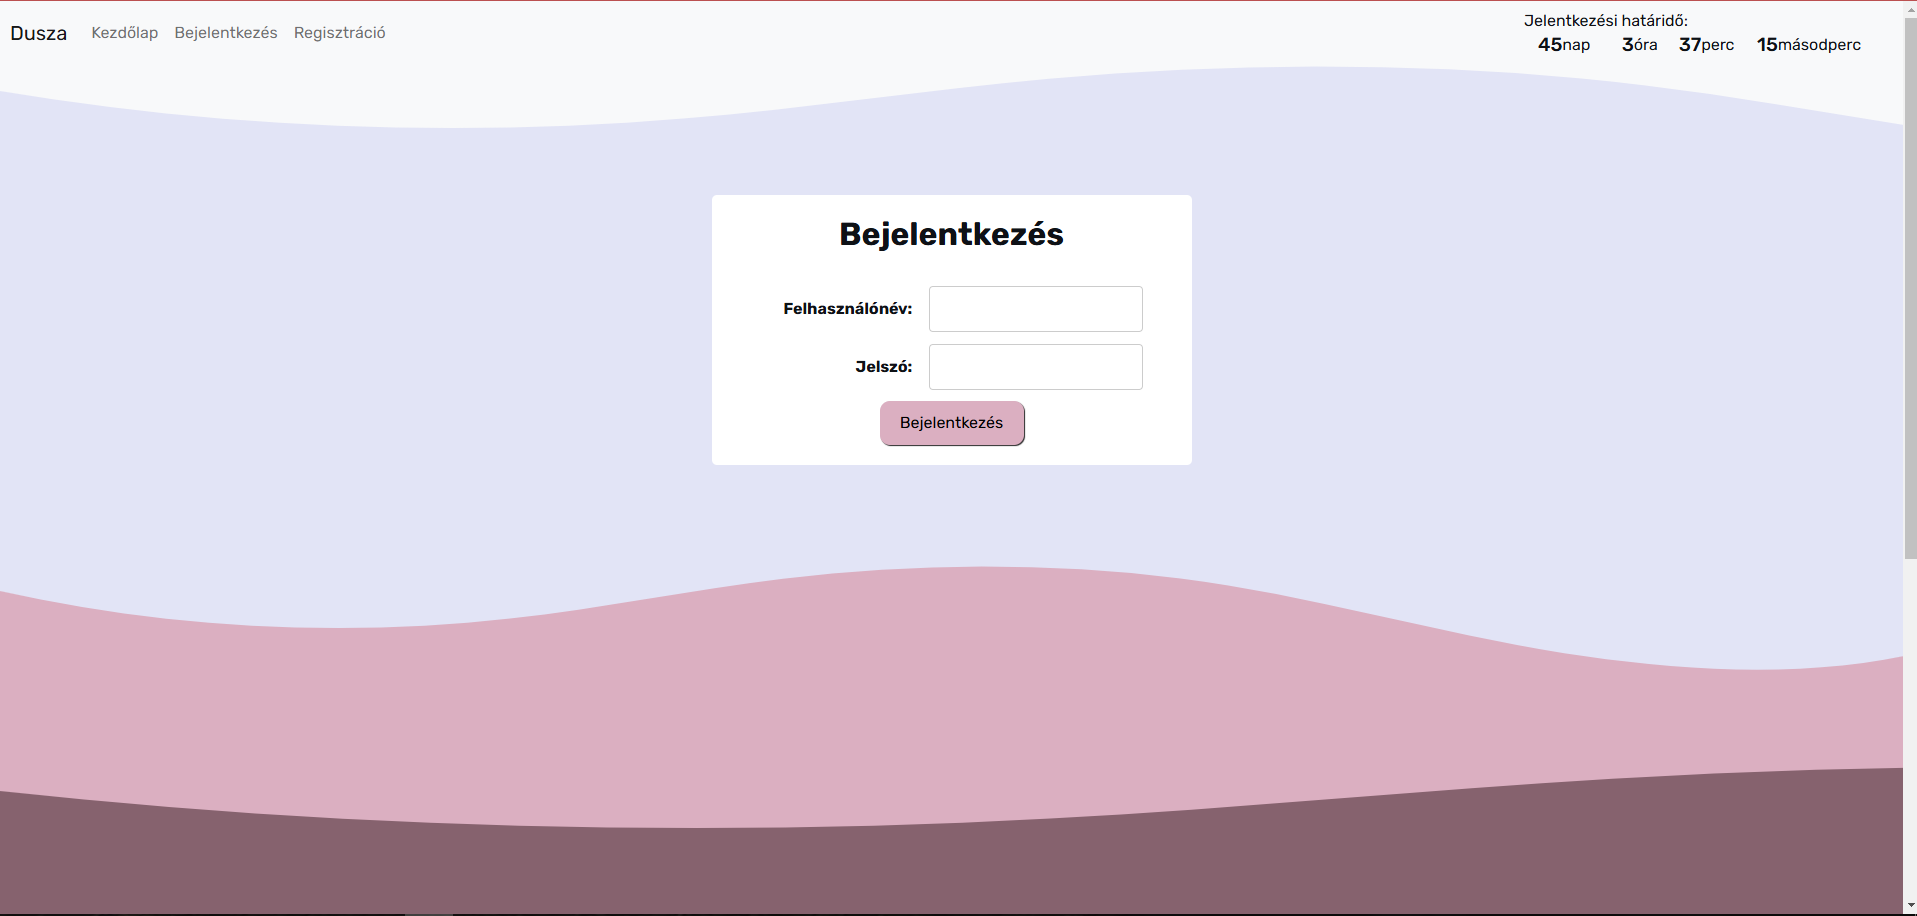 Dusza Kezdőlap Bejelentkezés Regisztráció
Jelentkezési határidő:
45nap 3óra 37perc 15másodperc
Bejelentkezés
Felhasználónév:
Jelszó:
Bejelentkezés